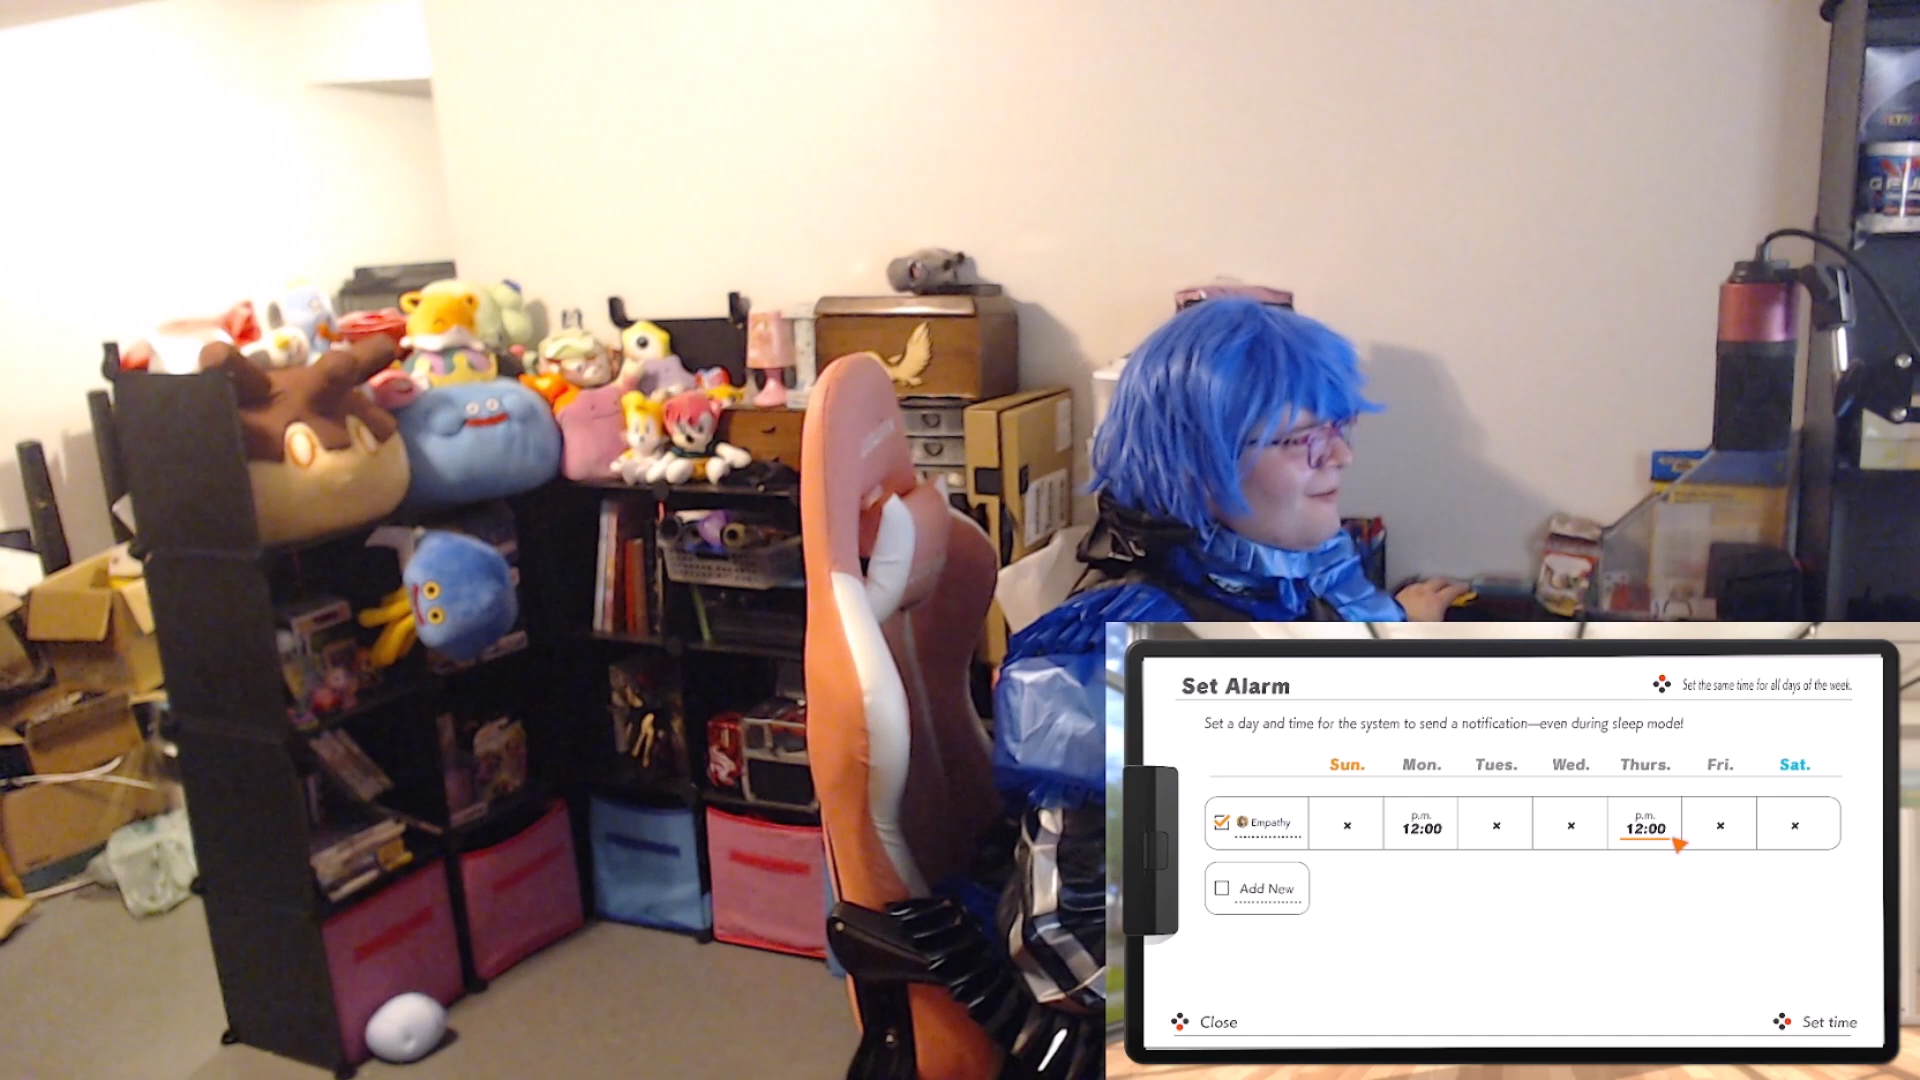 Set Alarm
Set the same time for all days of the week.
Set a day and time for the system to send a notification—even during sleep mode!
Sun. Mon. Tues. Wed. Thurs. Fri. Sat.
p.m. p.m.
Empathy × 12:00 × × 12:00 × ×
Add New
Close
Set time